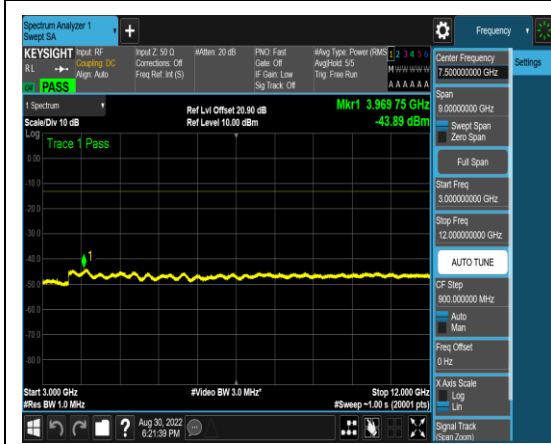 Spectrum Analyzer 1
Swept SA
Frequency
KEYSIGHT
Input: RF
Coupling: DC
Align: Auto
Input Z: 50 Ω
Corrections: Off
Freq Ref: Int (S)
#Atten: 20 dB
PNO: Fast
Gate: Off
IF Gain: Low
Sig Track: Off
#Avg Type: Power (RMS)
Avg|Hold: 5/5
Trig: Free Run
1 2 3 4 5 6
M W W W W W
A A A A A A
RL
PASS
1 Spectrum
Ref Lvl Offset 20.90 dB
Mkr1 3.969 75 GHz
Scale/Div 10 dB
Ref Level 10.00 dBm
-43.89 dBm
Log
Trace 1 Pass
0.00
-10.0
-20.0
-30.0
-40.0
1
-50.0
-60.0
-70.0
-80.0
Start 3.000 GHz
#Video BW 3.0 MHz*
Stop 12.000 GHz
#Res BW 1.0 MHz
#Sweep ~1.00 s (20001 pts)
Aug 30, 2022
6:21:39 PM
Center Frequency
7.500000000 GHz
Settings
Span
9.00000000 GHz
Swept Span
Zero Span
Full Span
Start Freq
3.000000000 GHz
Stop Freq
12.000000000 GHz
AUTO TUNE
CF Step
900.000000 MHz
Auto
Man
Freq Offset
0 Hz
X Axis Scale
Log
Lin
Signal Track
(Span Zoom)